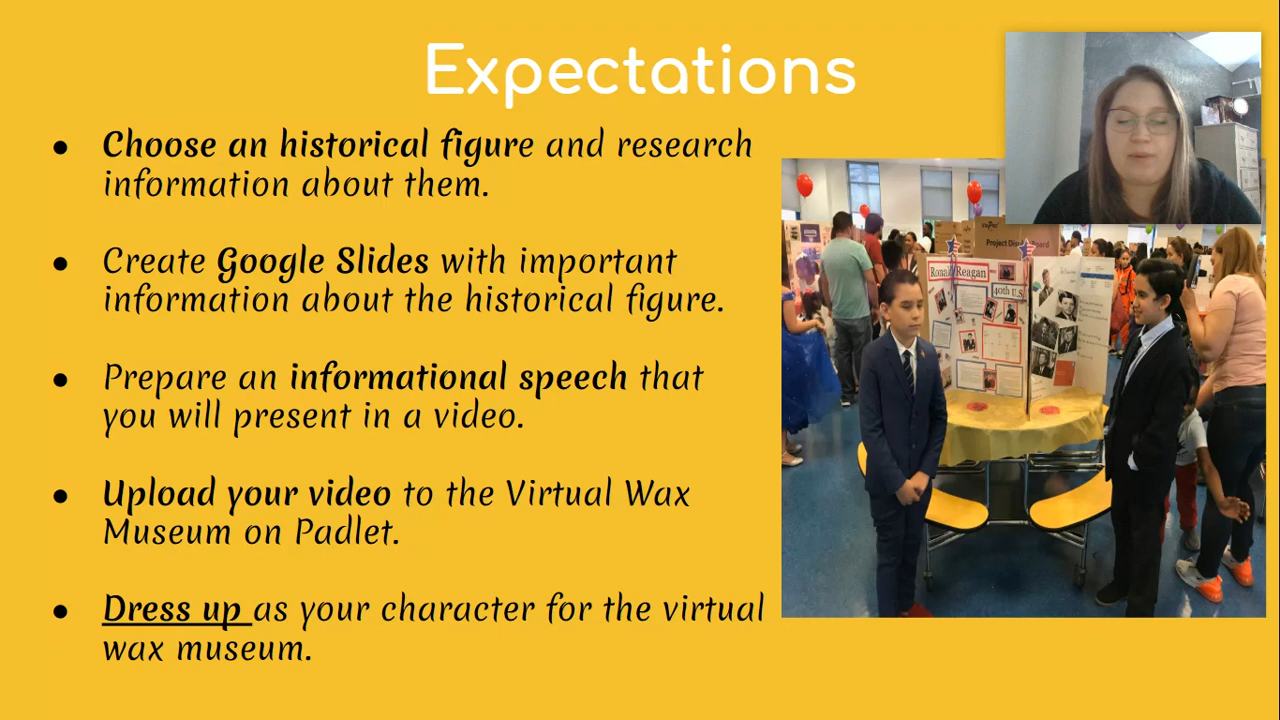 Expectations
● Choose an historical figure and research
information about them.
● Create Google Slides with important
information about the historical figure.
● Prepare an informational speech that
you will present in a video.
● Upload your video to the Virtual Wax
Museum on Padlet.
● Dress up as your character for the virtual
wax museum.
Project Board
Ronald Reagan
40th U.S.